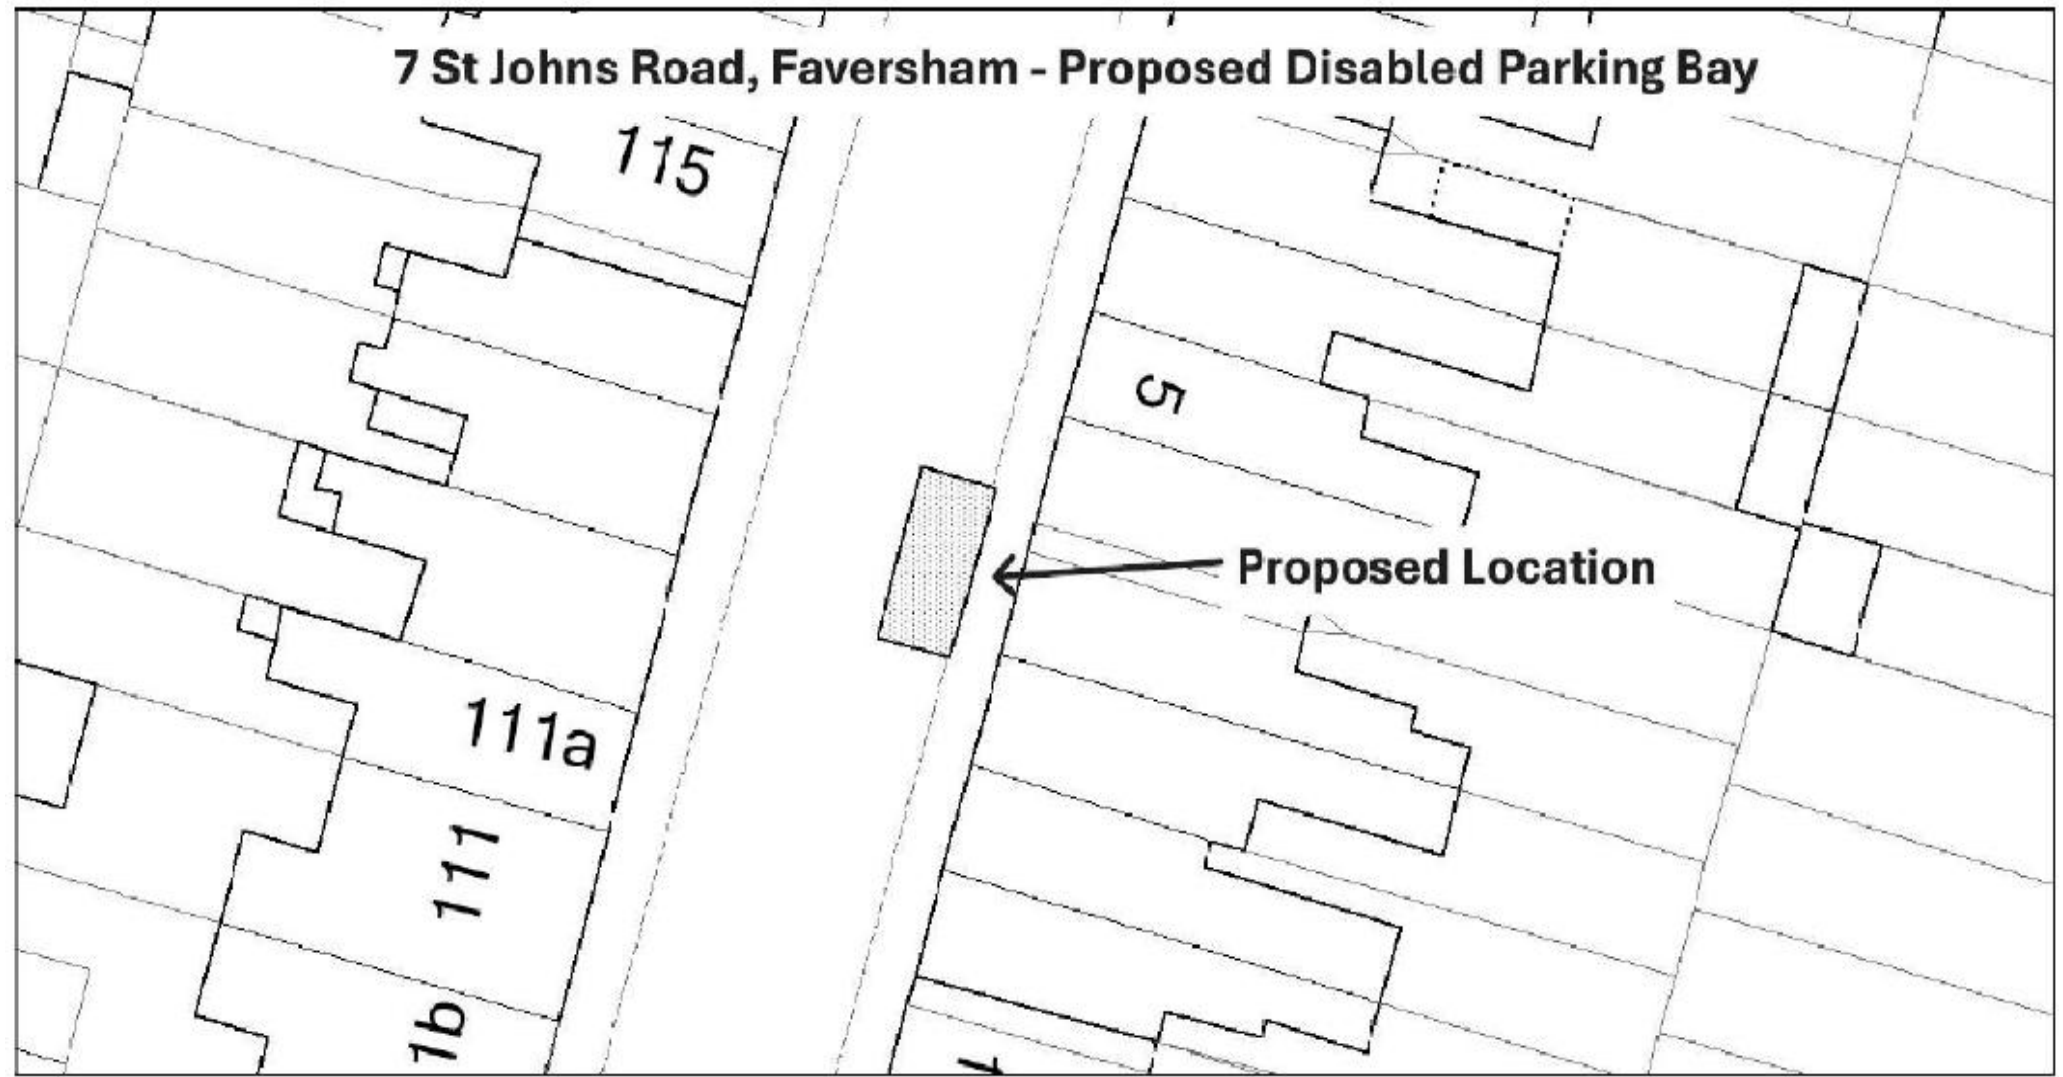 7 St Johns Road, Faversham - Proposed Disabled Parking Bay
115
5
Proposed Location
111a
111
1b